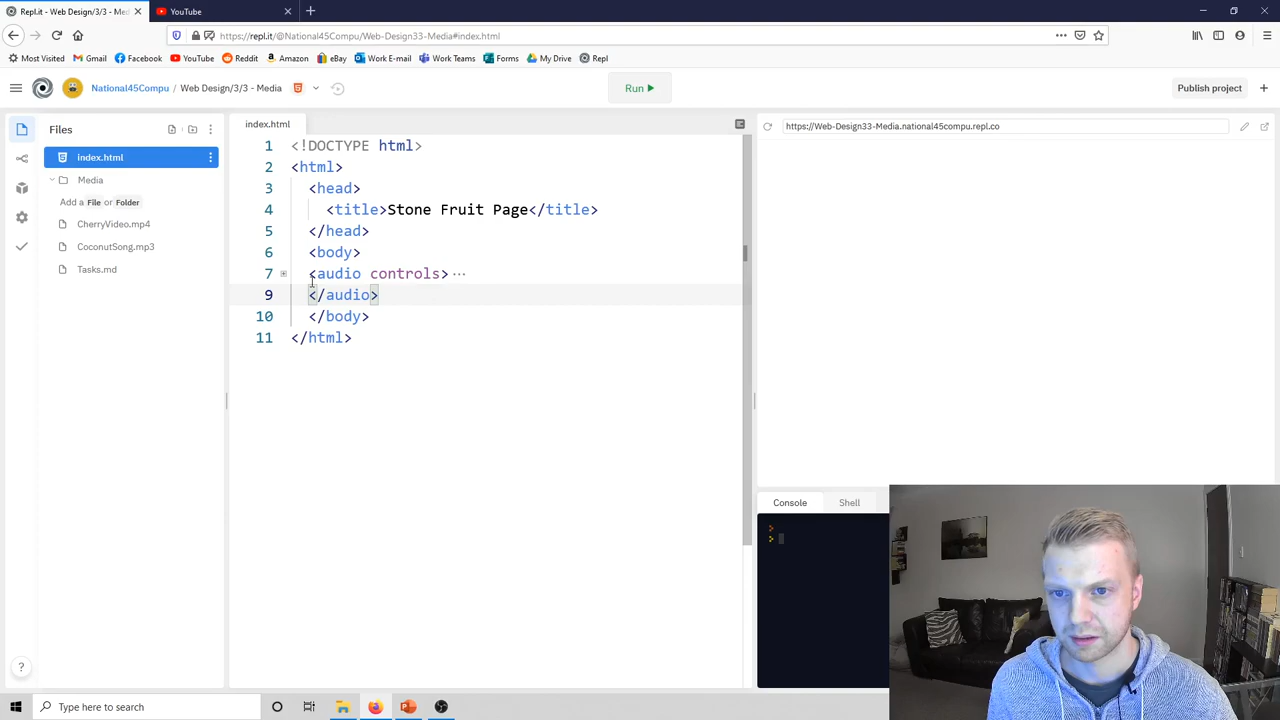 Repl.it - Web Design/3/3 - Med
YouTube
https://repl.it/@National45Compu/Web-Design33-Media#index.html
Most Visited Gmail Facebook YouTube Reddit Amazon eBay Work E-mail Work Teams Forms My Drive Repl
National45Compu / Web Design/3/3 - Media
Run
Publish project
Files
index.html
Media
Add a File or Folder
CherryVideo.mp4
CoconutSong.mp3
Tasks.md
index.html
1 <!DOCTYPE html>
2 <html>
3 <head>
4 <title>Stone Fruit Page</title>
5 </head>
6 <body>
7 <audio controls> ...
9 </audio>
10 </body>
11 </html>
https://Web-Design33-Media.national45compu.repl.co
Console Shell
>
>
?
Type here to search